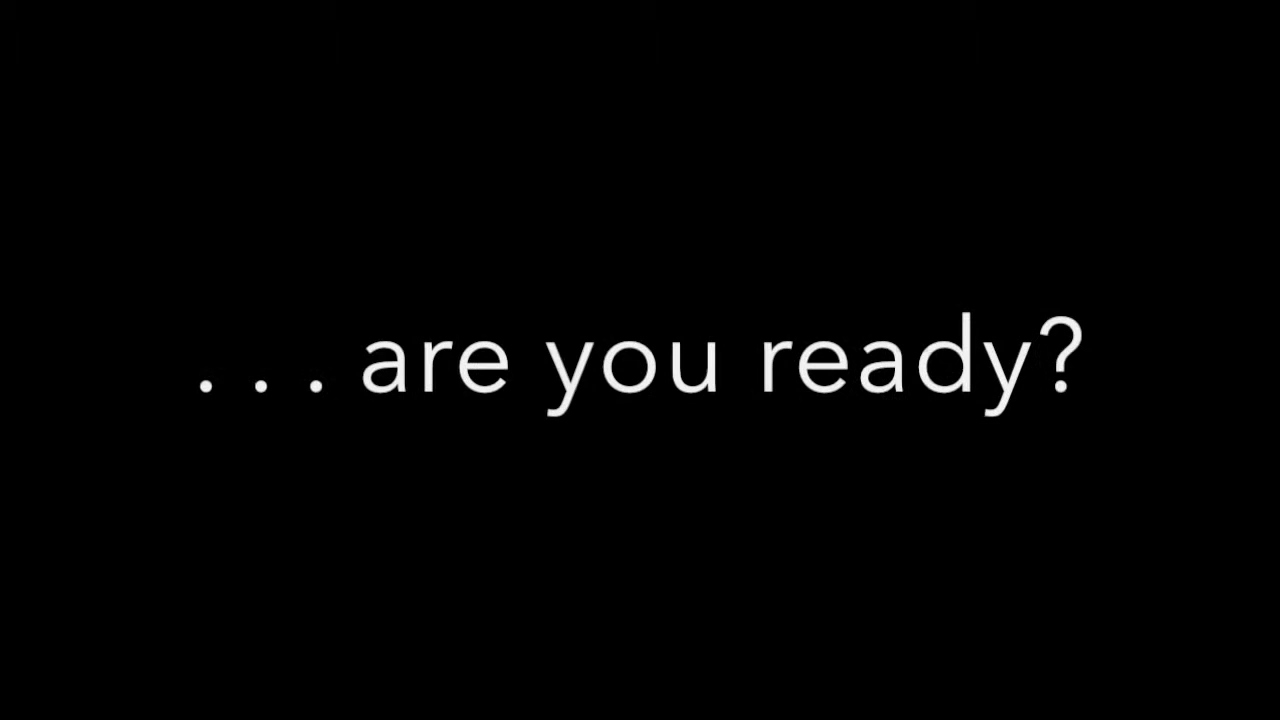 . . . are you ready?